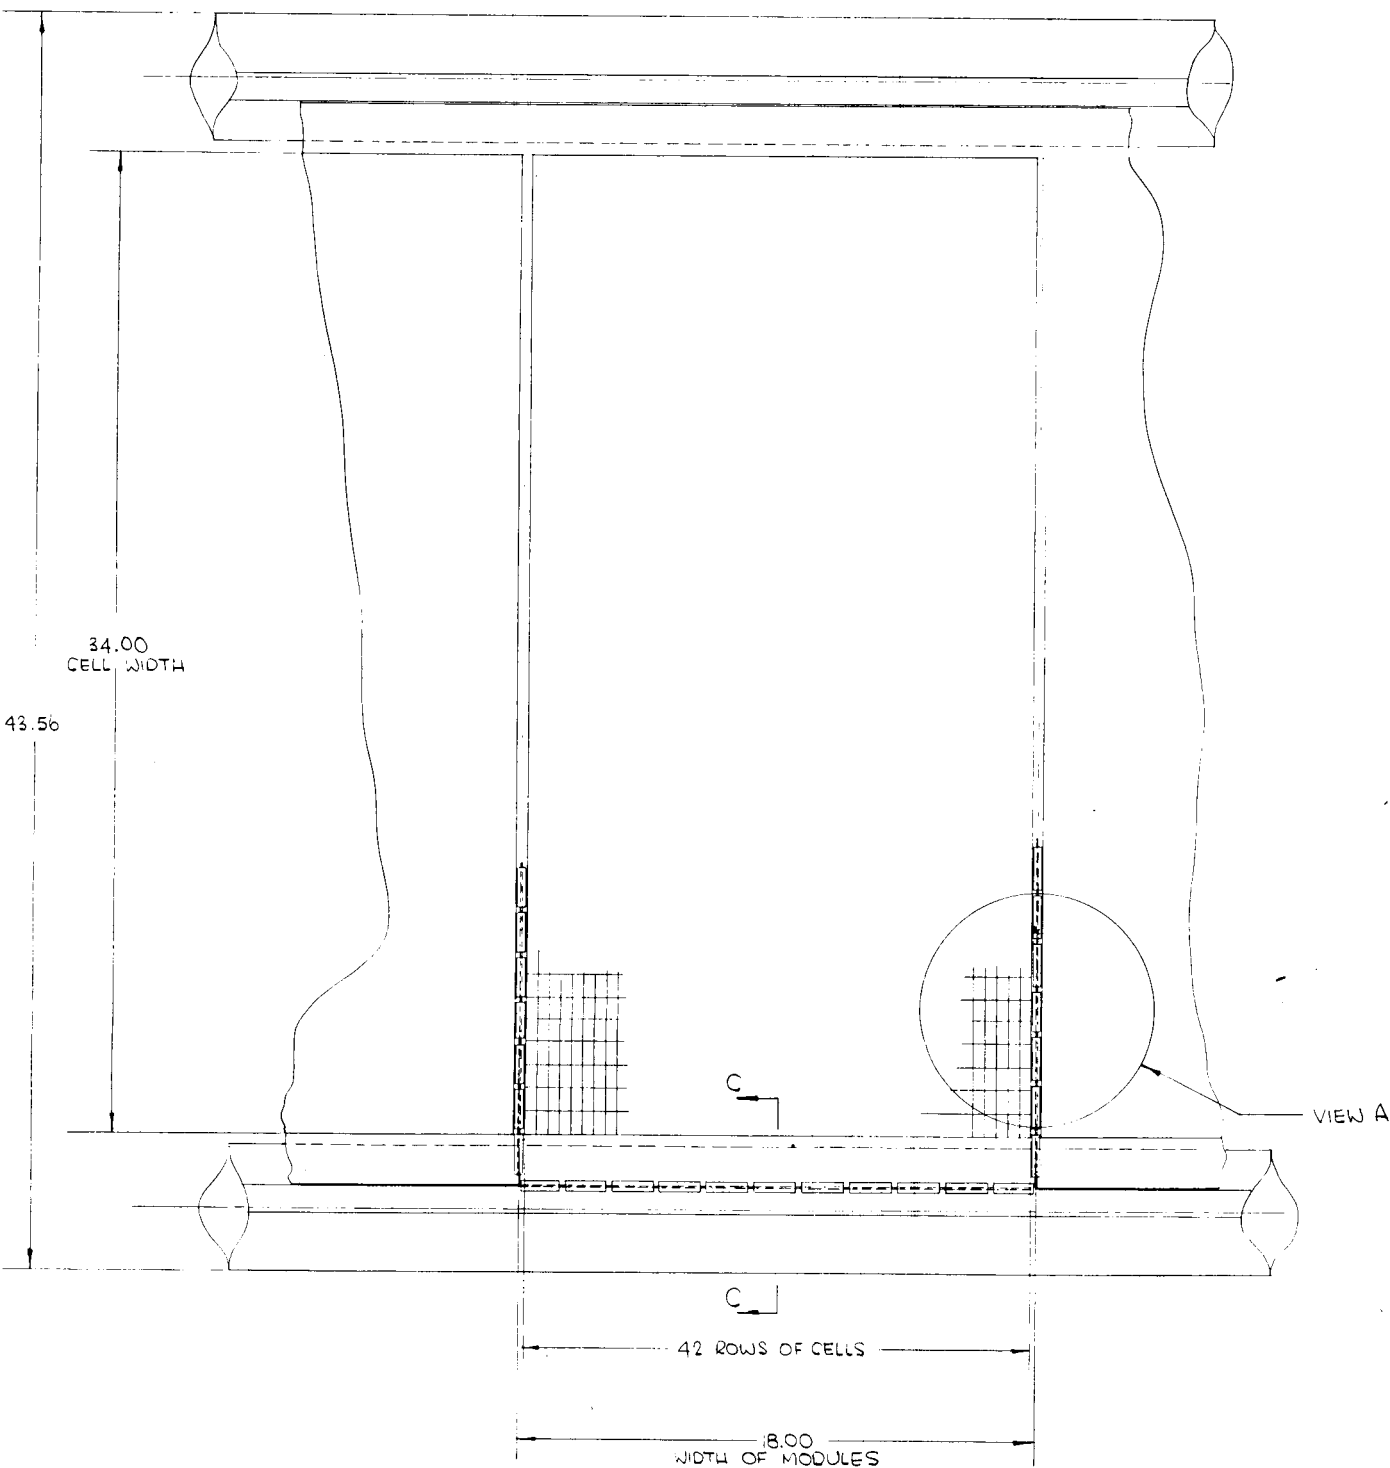 34.00
CELL WIDTH
43.56
C
VIEW A
C
42 ROWS OF CELLS
18.00
WIDTH OF MODULES